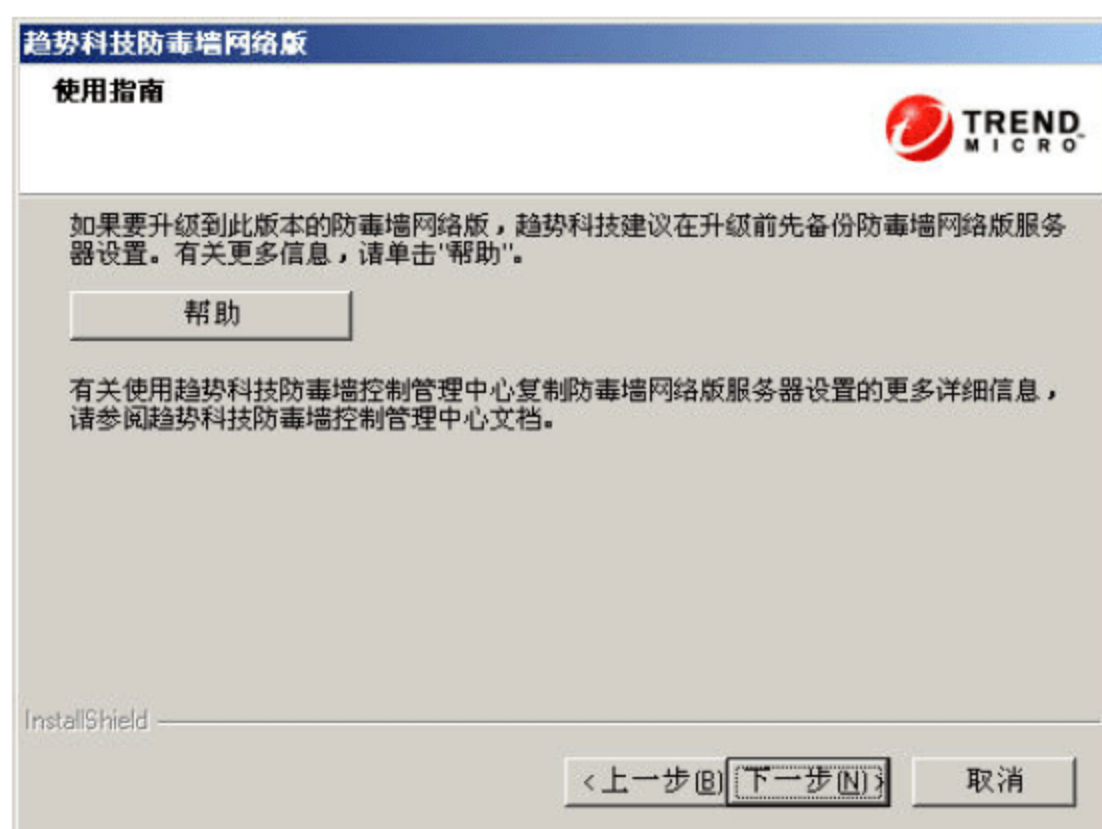 趋势科技防毒墙网络版
使用指南
TREND
MICRO
如果要升级到此版本的防毒墙网络版，趋势科技建议在升级前先备份防毒墙网络版服务
器设置。有关更多信息，请单击"帮助"。
帮助
有关使用趋势科技防毒墙控制管理中心复制防毒墙网络版服务器设置的更多详细信息，
请参阅趋势科技防毒墙控制管理中心文档。
InstallShield
<上一步(B) 下一步(N)> 取消